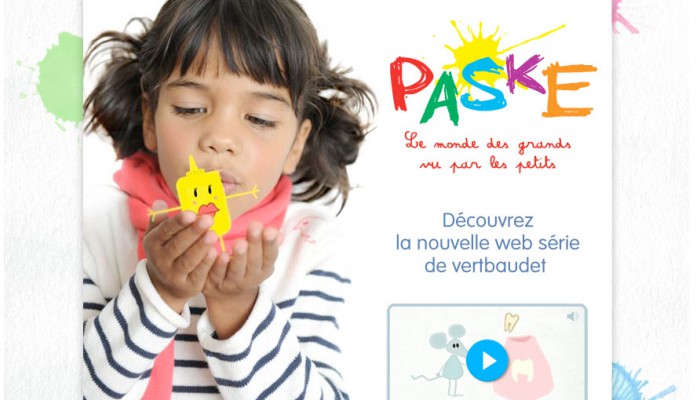 PASKE
Le monde des grands
vu par les petits
Découvrez
la nouvelle web série
de vertbaudet